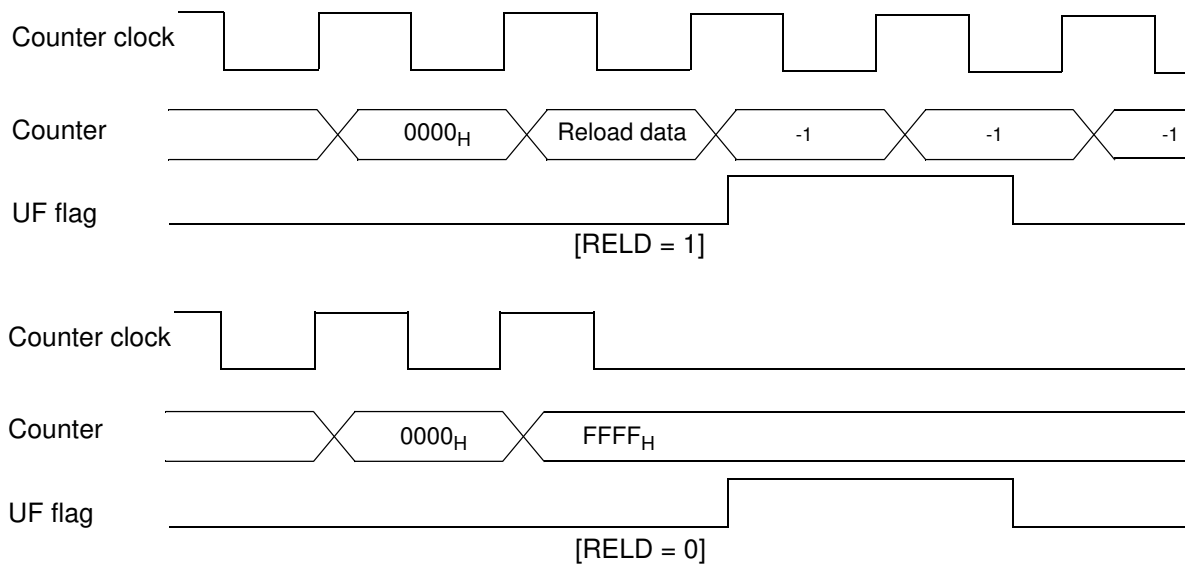 Counter clock
Counter 0000H Reload data -1 -1 -1
UF flag
[RELD = 1]
Counter clock
Counter 0000H FFFFH
UF flag
[RELD = 0]